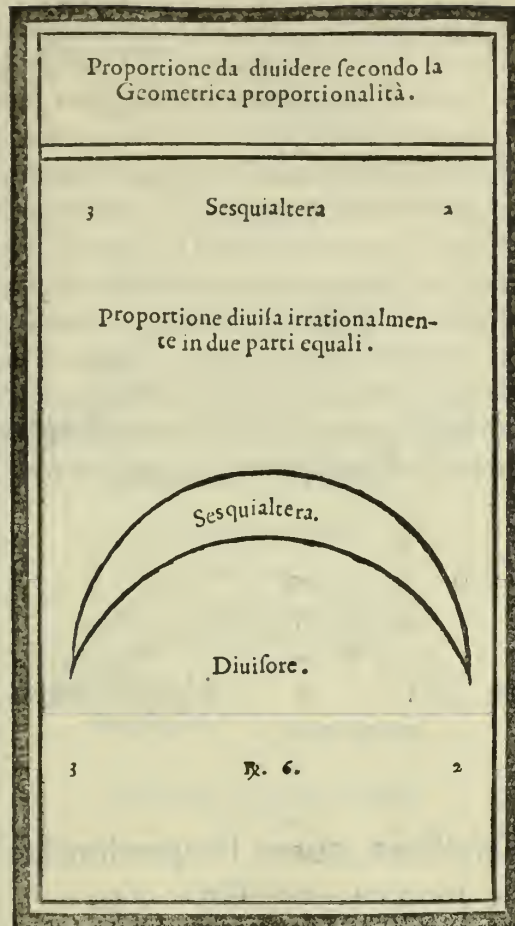 Proportione da diuidere ſecondo la
Geometrica proportionalità.
3 Sesquialtera 2
Proportione diuiſa irrationalmen-
te in due parti equali.
Sesquialtera.
Diuiſore.
3 ℞. 6. 2